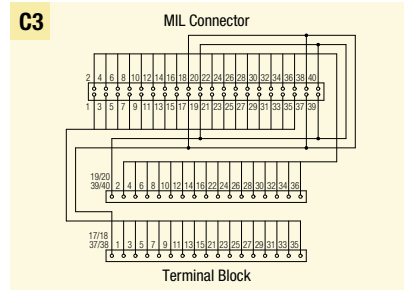 C3
MIL Connector
2 4 6 8 10 12 14 16 18 20 22 24 26 28 30 32 34 36 38 40
1 3 5 7 9 11 13 15 17 19 21 23 25 27 29 31 33 35 37 39
19/20
39/40 2 4 6 8 10 12 14 16 22 24 26 28 30 32 34 36
17/18
37/38 1 3 5 7 9 11 13 15 21 23 25 27 29 31 33 35
Terminal Block